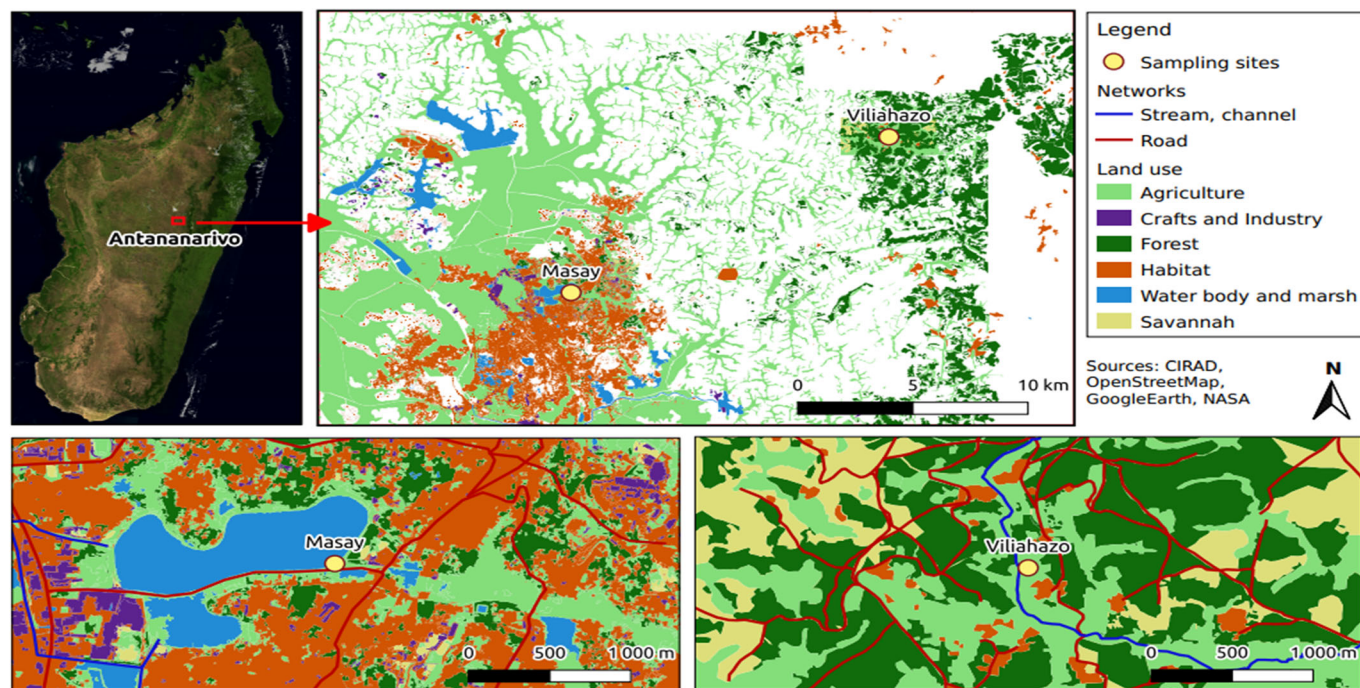 Antananarivo
Viliahazo
Masay
0 5 10 km
Legend
Sampling sites
Networks
Stream, channel
Road
Land use
Agriculture
Crafts and Industry
Forest
Habitat
Water body and marsh
Savannah
Sources: CIRAD,
OpenStreetMap,
GoogleEarth, NASA
N
Masay
0 500 1 000 m
Viliahazo
0 500 1 000 m